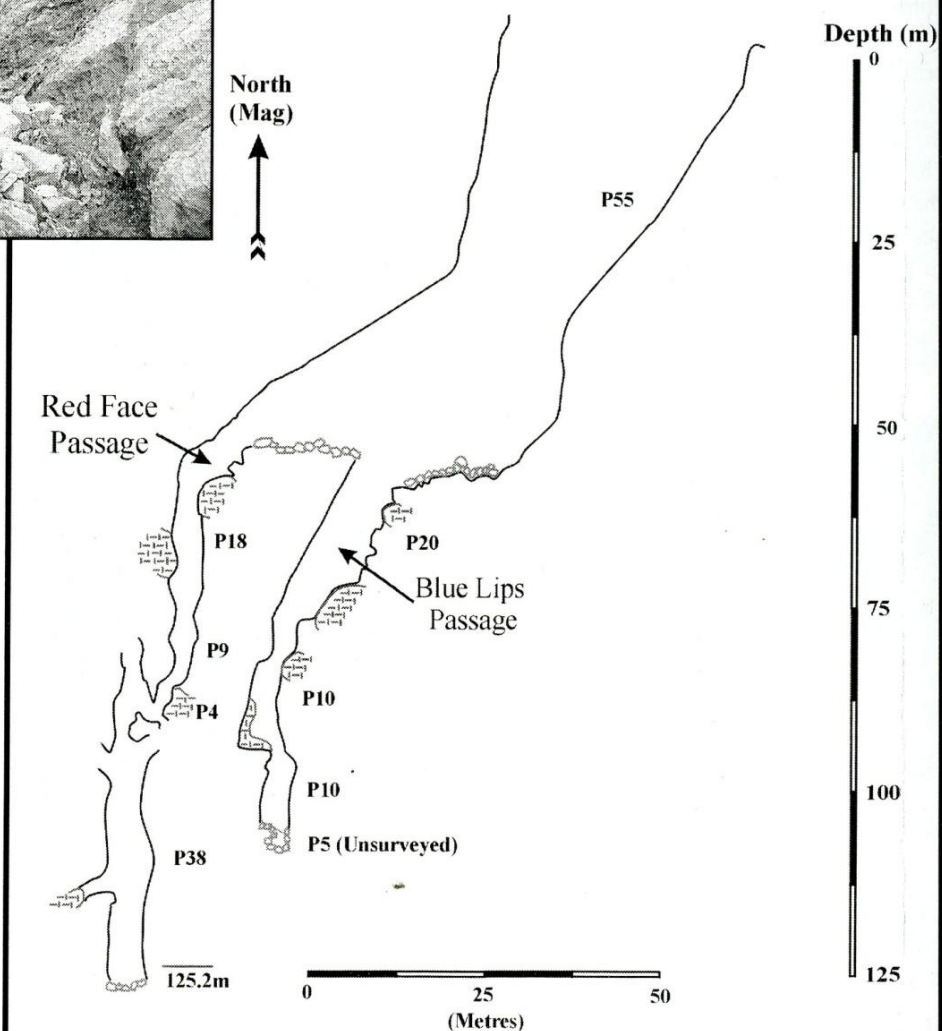 Depth (m)
0
North
(Mag)
P55
25
Red Face
Passage
50
P18
P20
Blue Lips
Passage
75
P9
P10
P4
P10
100
P5 (Unsurveyed)
P38
125.2m
125
0
25
50
(Metres)